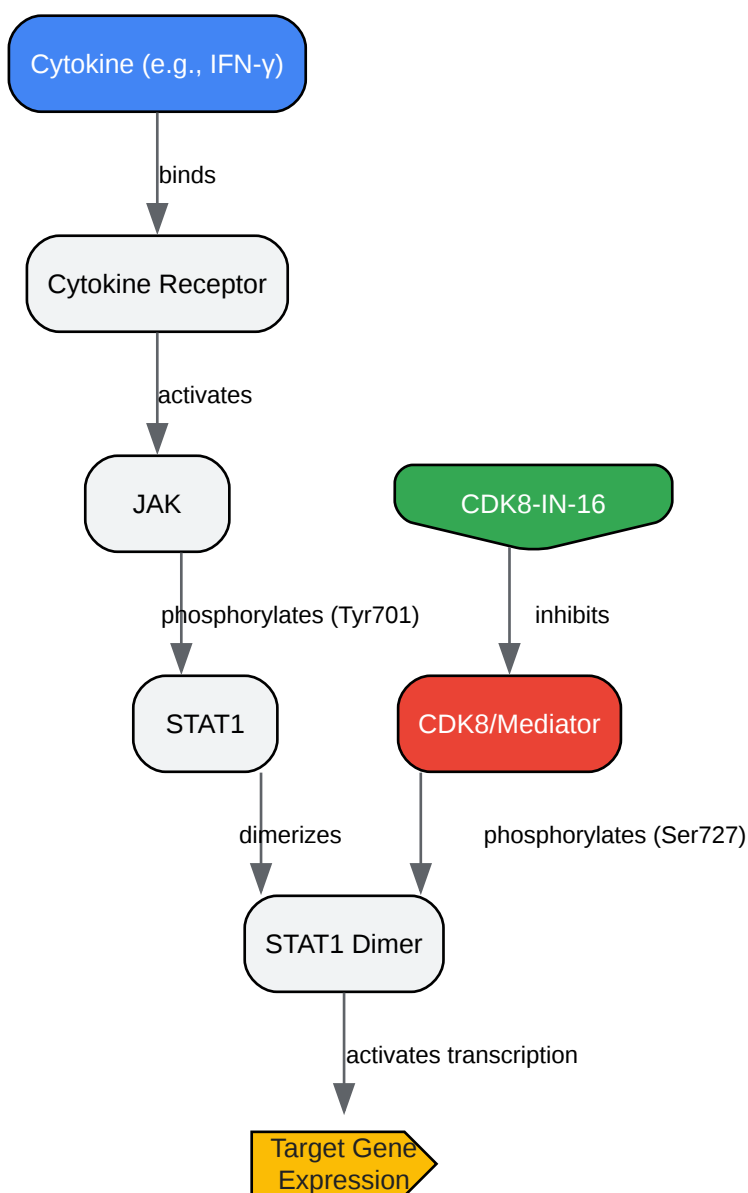 Cytokine (e.g., IFN-γ)
binds
Cytokine Receptor
activates
JAK
CDK8-IN-16
phosphorylates (Tyr701)
inhibits
STAT1
CDK8/Mediator
dimerizes
phosphorylates (Ser727)
STAT1 Dimer
activates transcription
Target Gene
Expression